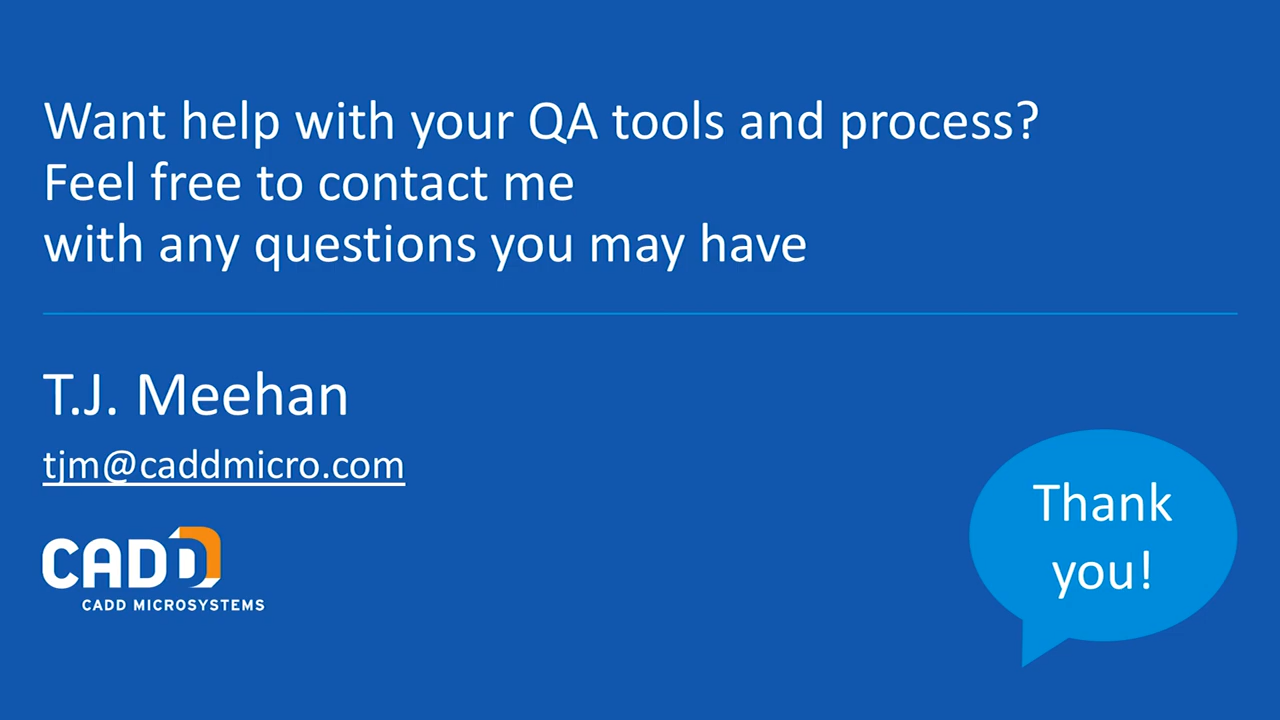 Want help with your QA tools and process?
Feel free to contact me
with any questions you may have
T.J. Meehan
tjm@caddmicro.com
CADD
CADD MICROSYSTEMS
Thank
you!